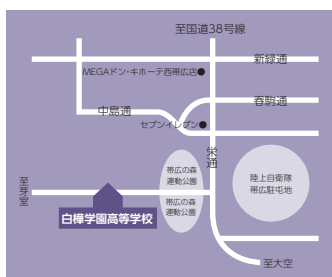 至国道38号線
新緑通
MEGAドン・キホーテ西帯広店●
春駒通
中島通
セブンイレブン●
栄通
帯広の森
運動公園
陸上自衛隊
帯広駐屯地
至芽室
帯広の森
運動公園
白樺学園高等学校
至大空